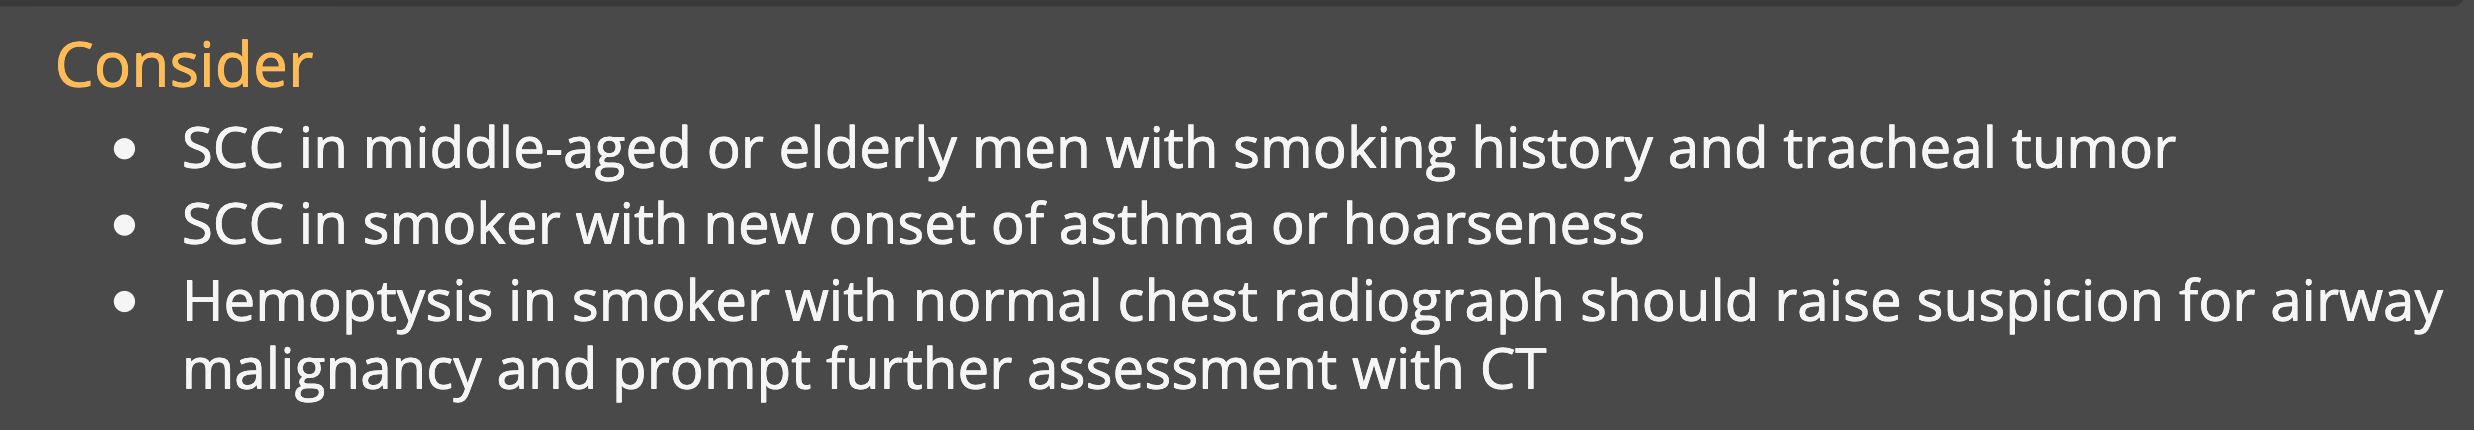 Consider
• SCC in middle-aged or elderly men with smoking history and tracheal tumor
• SCC in smoker with new onset of asthma or hoarseness
• Hemoptysis in smoker with normal chest radiograph should raise suspicion for airway
malignancy and prompt further assessment with CT